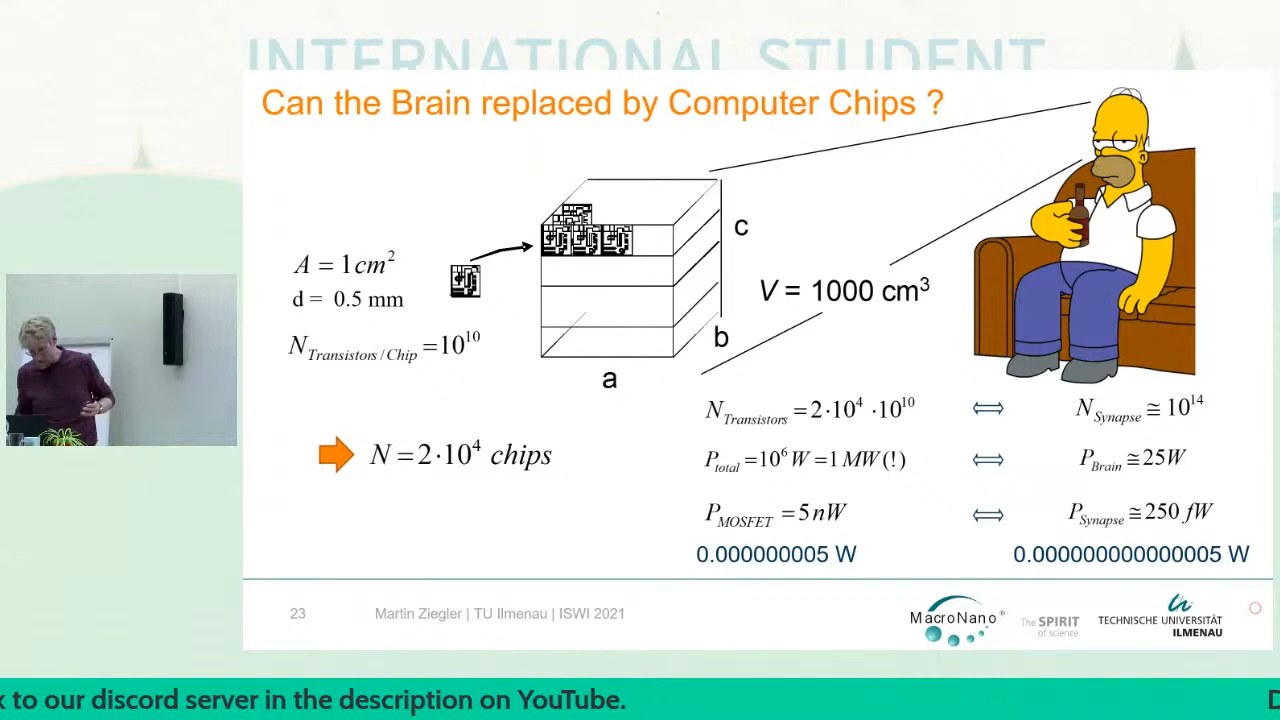 INTERNATIONAL STUDENT
Can the Brain replaced by Computer Chips ?
A = 1cm²
d = 0.5 mm
N_Transistors/Chip = 10¹⁰
c
b
a
V = 1000 cm³
N = 2·10⁴ chips
N_Transistors = 2·10⁴ ·10¹⁰ ⇔ N_Synapse ≅ 10¹⁴
P_total = 10⁶ W = 1 MW (!) ⇔ P_Brain ≅ 25W
P_MOSFET = 5 nW ⇔ P_Synapse ≅ 250 fW
0.000000005 W 0.000000000000005 W
23 Martin Ziegler | TU Ilmenau | ISWI 2021
MacroNano®
The SPIRIT
of science
TECHNISCHE UNIVERSITÄT
ILMENAU
k to our discord server in the description on YouTube.
D